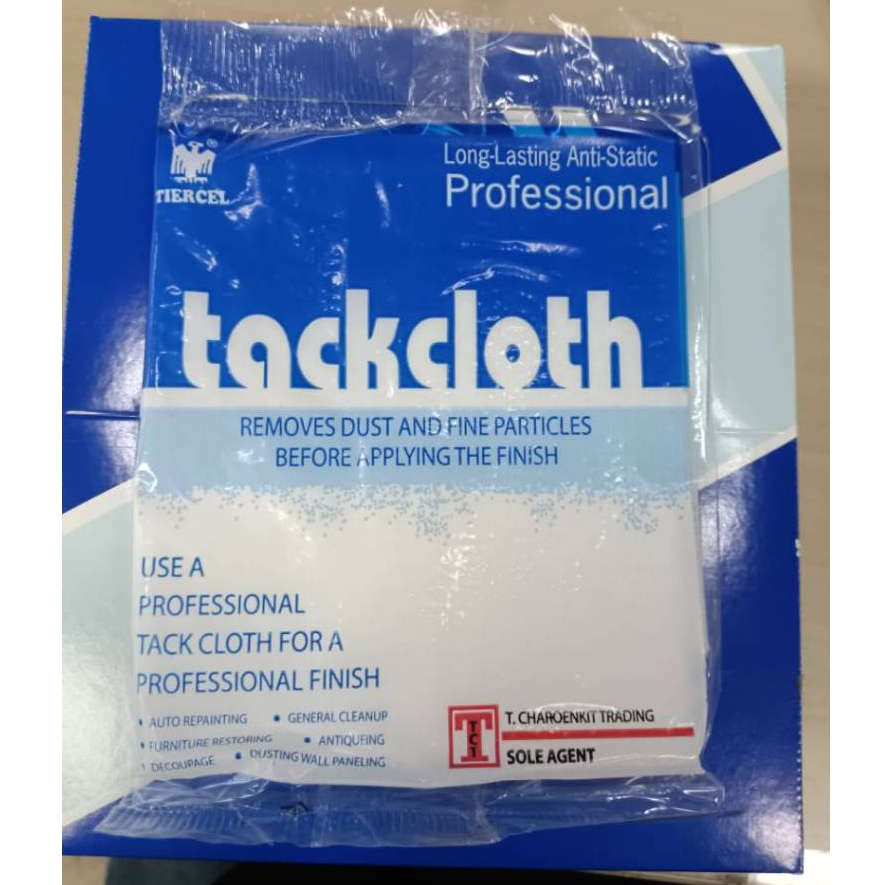 TIERCEL
®
Long-Lasting Anti-Static
Professional
tackcloth
REMOVES DUST AND FINE PARTICLES
BEFORE APPLYING THE FINISH
USE A
PROFESSIONAL
TACK CLOTH FOR A
PROFESSIONAL FINISH
• AUTO REPAINTING • GENERAL CLEANUP
• FURNITURE RESTORING • ANTIQUEING
• DECOUPAGE • DUSTING WALL PANELING
TCT
T. CHAROENKIT TRADING
SOLE AGENT